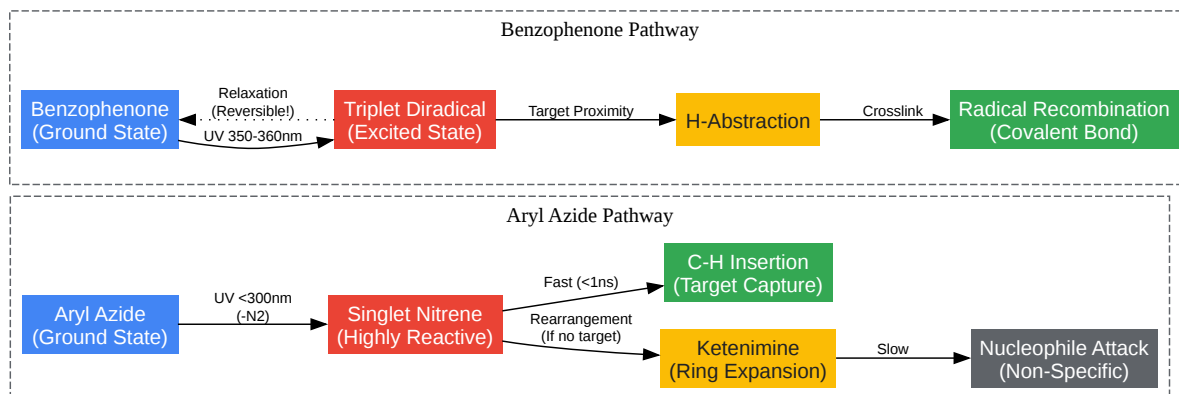 Benzophenone Pathway
Benzophenone
(Ground State)
Relaxation
(Reversible!)
UV 350-360nm
Triplet Diradical
(Excited State)
Target Proximity
H-Abstraction
Crosslink
Radical Recombination
(Covalent Bond)
Aryl Azide Pathway
Aryl Azide
(Ground State)
UV <300nm
(-N2)
Singlet Nitrene
(Highly Reactive)
Fast (<1ns)
C-H Insertion
(Target Capture)
Rearrangement
(If no target)
Ketenimine
(Ring Expansion)
Slow
Nucleophile Attack
(Non-Specific)